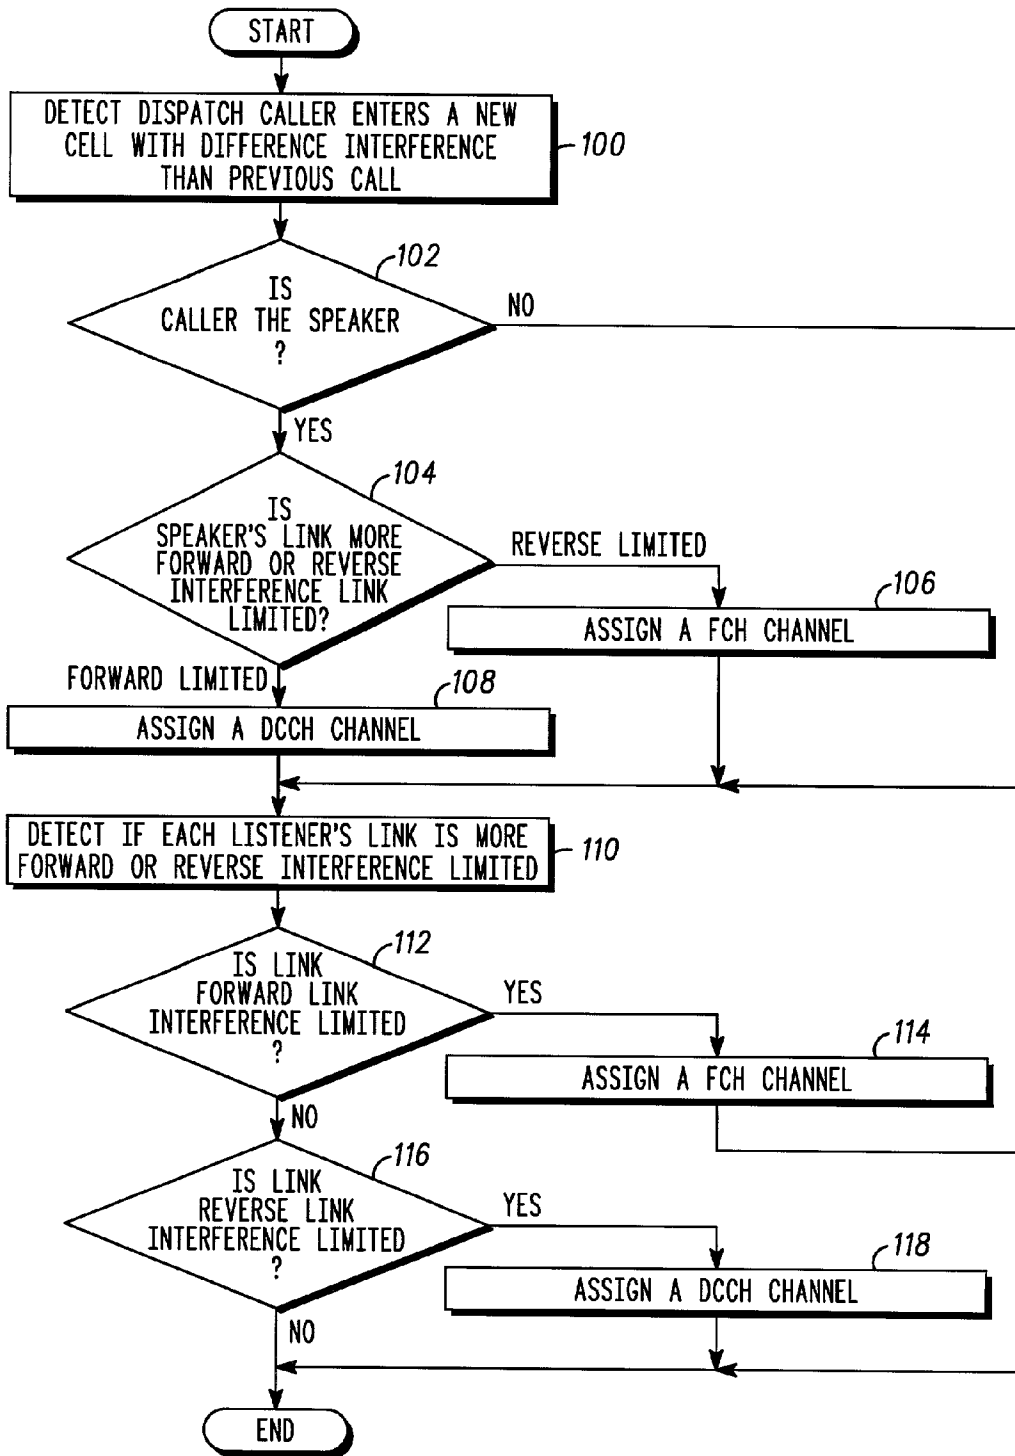 START
DETECT DISPATCH CALLER ENTERS A NEW
CELL WITH DIFFERENCE INTERFERENCE
THAN PREVIOUS CALL
100
102
IS
CALLER THE SPEAKER
?
NO
YES
104
IS
SPEAKER'S LINK MORE
FORWARD OR REVERSE
INTERFERENCE LINK
LIMITED?
REVERSE LIMITED
106
ASSIGN A FCH CHANNEL
FORWARD LIMITED
108
ASSIGN A DCCH CHANNEL
DETECT IF EACH LISTENER'S LINK IS MORE
FORWARD OR REVERSE INTERFERENCE LIMITED
110
112
IS LINK
FORWARD LINK
INTERFERENCE LIMITED
?
YES
114
ASSIGN A FCH CHANNEL
NO
116
IS LINK
REVERSE LINK
INTERFERENCE LIMITED
?
YES
118
ASSIGN A DCCH CHANNEL
NO
END